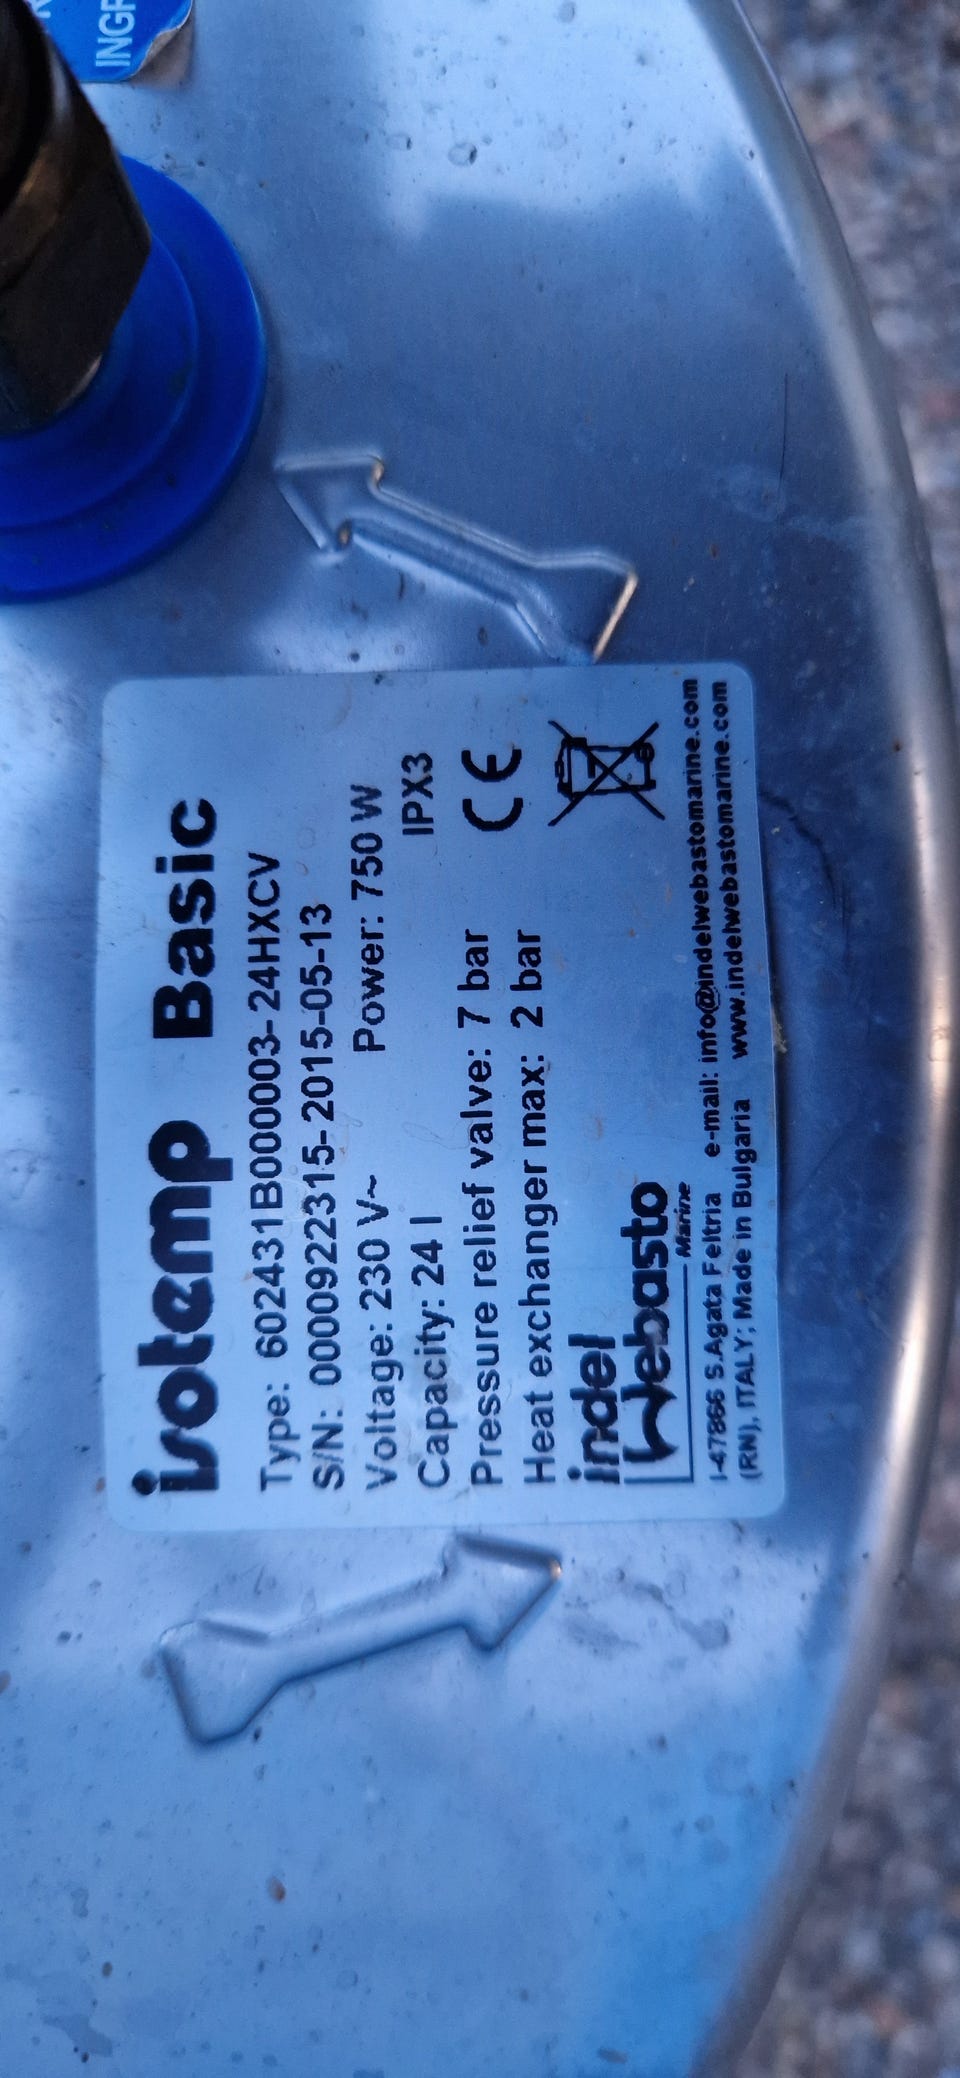 INGR
isotemp Basic
Type: 602431B000003-24HXCV
S/N: 0000922315-2015-05-13
Voltage: 230 V~ Power: 750 W
Capacity: 24 l IPX3
Pressure relief valve: 7 bar CE
Heat exchanger max: 2 bar
indel
Webasto
Marine
I-47866 S.Agata Feltria e-mail: info@indelwebastomarine.com
(RN), ITALY; Made in Bulgaria www.indelwebastomarine.com